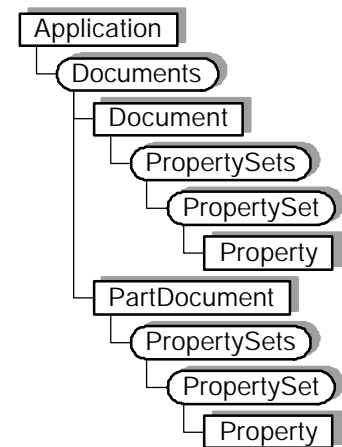 Application
Documents
Document
PropertySets
PropertySet
Property
PartDocument
PropertySets
PropertySet
Property